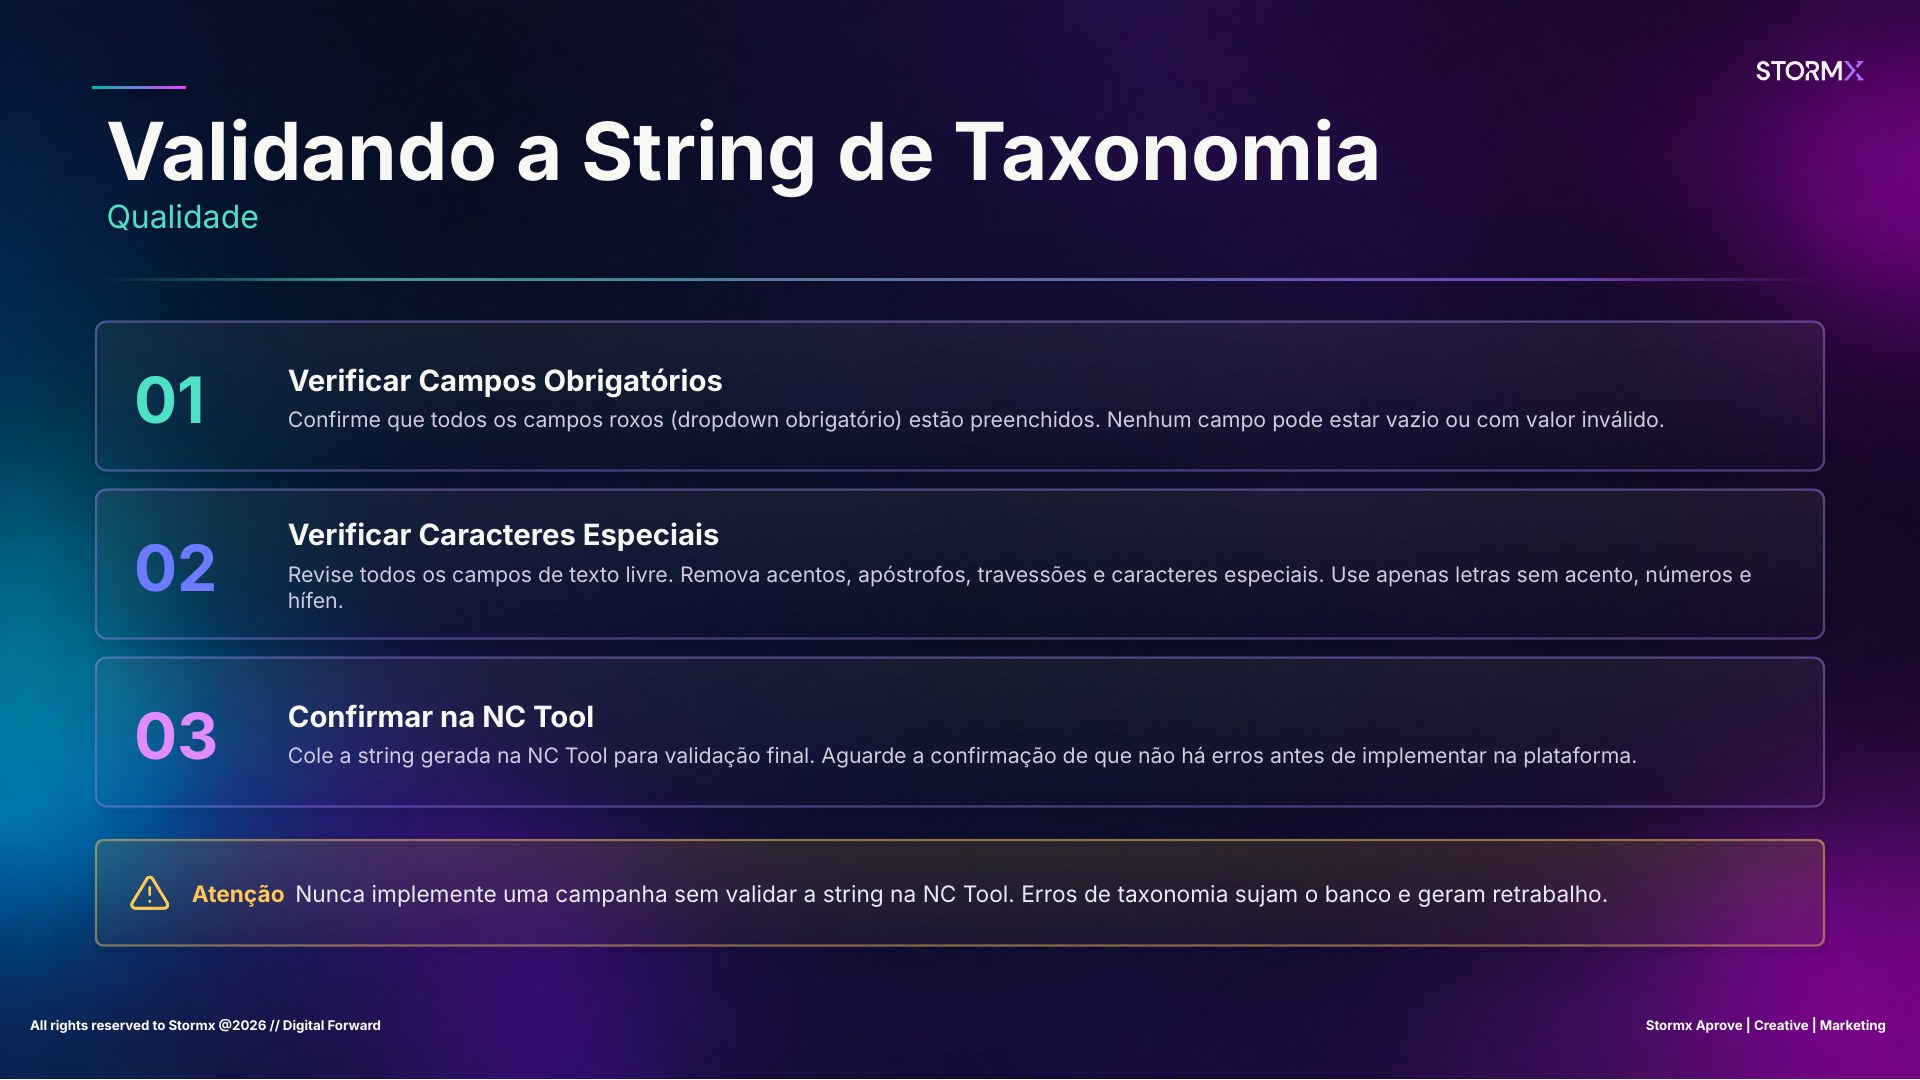 STORMX
Validando a String de Taxonomia
Qualidade
01
Verificar Campos Obrigatórios
Confirme que todos os campos roxos (dropdown obrigatório) estão preenchidos. Nenhum campo pode estar vazio ou com valor inválido.
02
Verificar Caracteres Especiais
Revise todos os campos de texto livre. Remova acentos, apóstrofos, travessões e caracteres especiais. Use apenas letras sem acento, números e
hífen.
03
Confirmar na NC Tool
Cole a string gerada na NC Tool para validação final. Aguarde a confirmação de que não há erros antes de implementar na plataforma.
Atenção Nunca implemente uma campanha sem validar a string na NC Tool. Erros de taxonomia sujam o banco e geram retrabalho.
All rights reserved to Stormx @2026 // Digital Forward
Stormx Aprove | Creative | Marketing